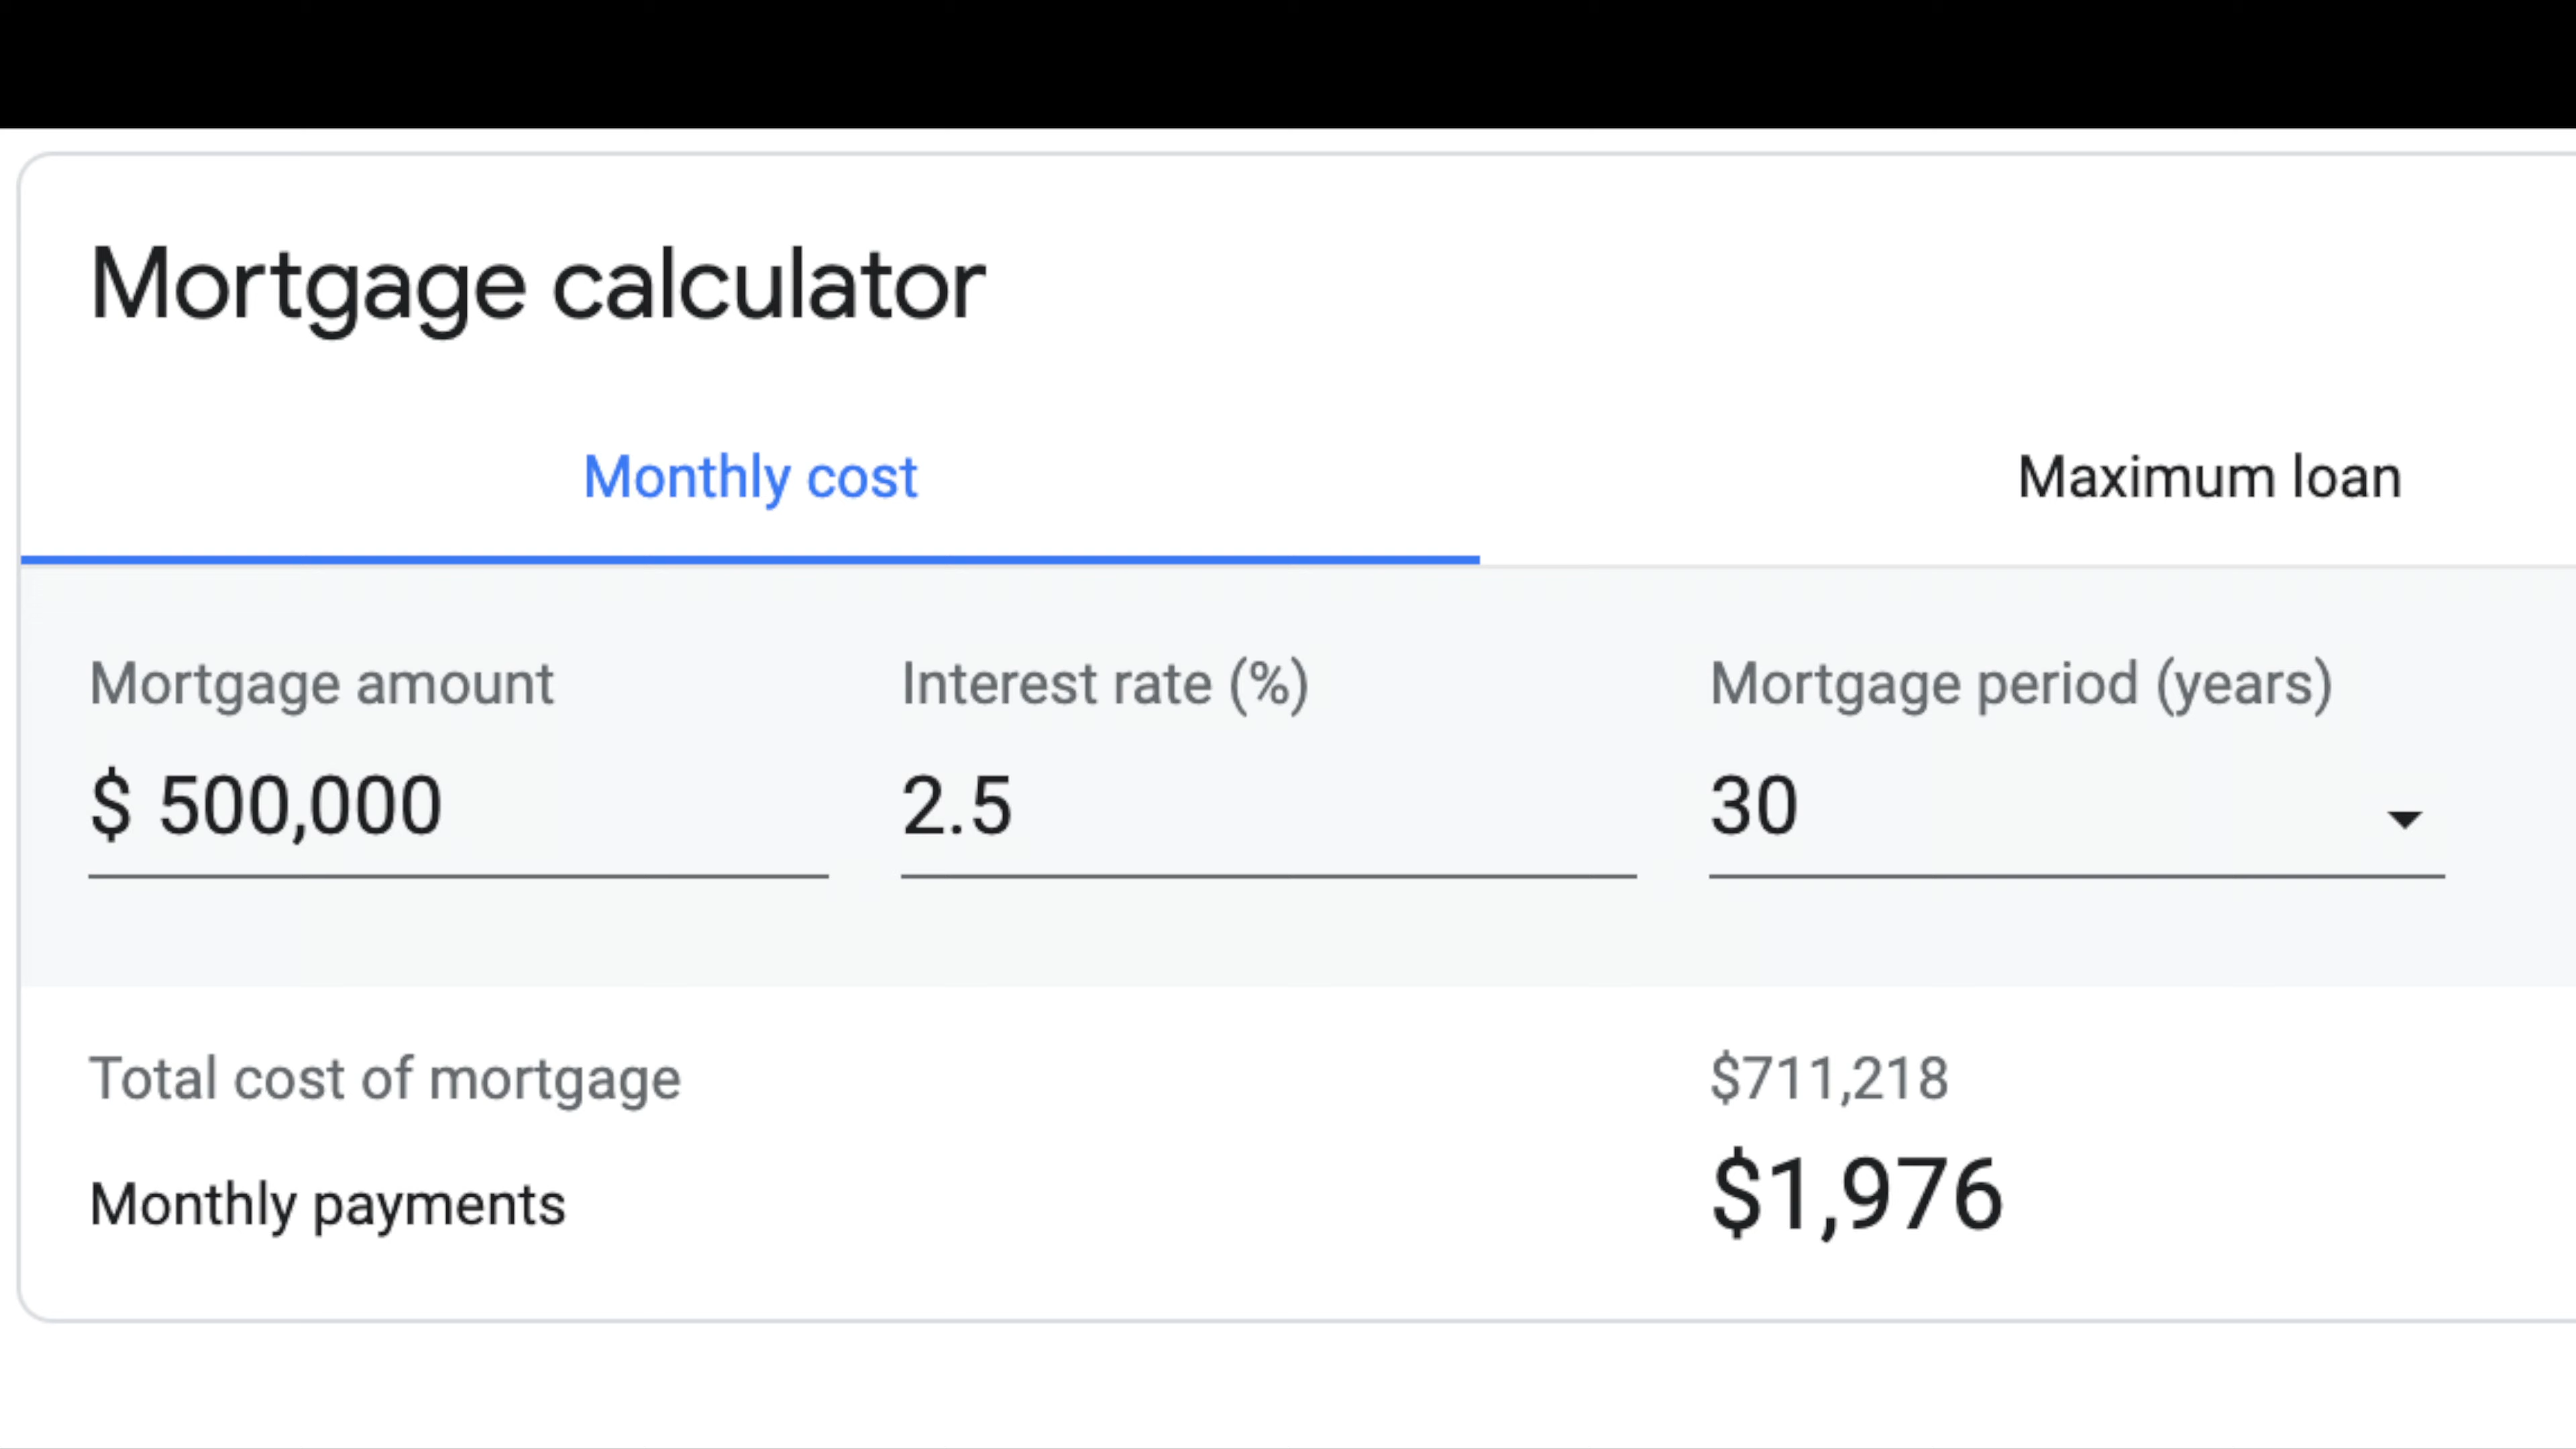 Mortgage calculator
Monthly cost Maximum loan
Mortgage amount Interest rate (%) Mortgage period (years)
$ 500,000 2.5 30
Total cost of mortgage $711,218
Monthly payments $1,976